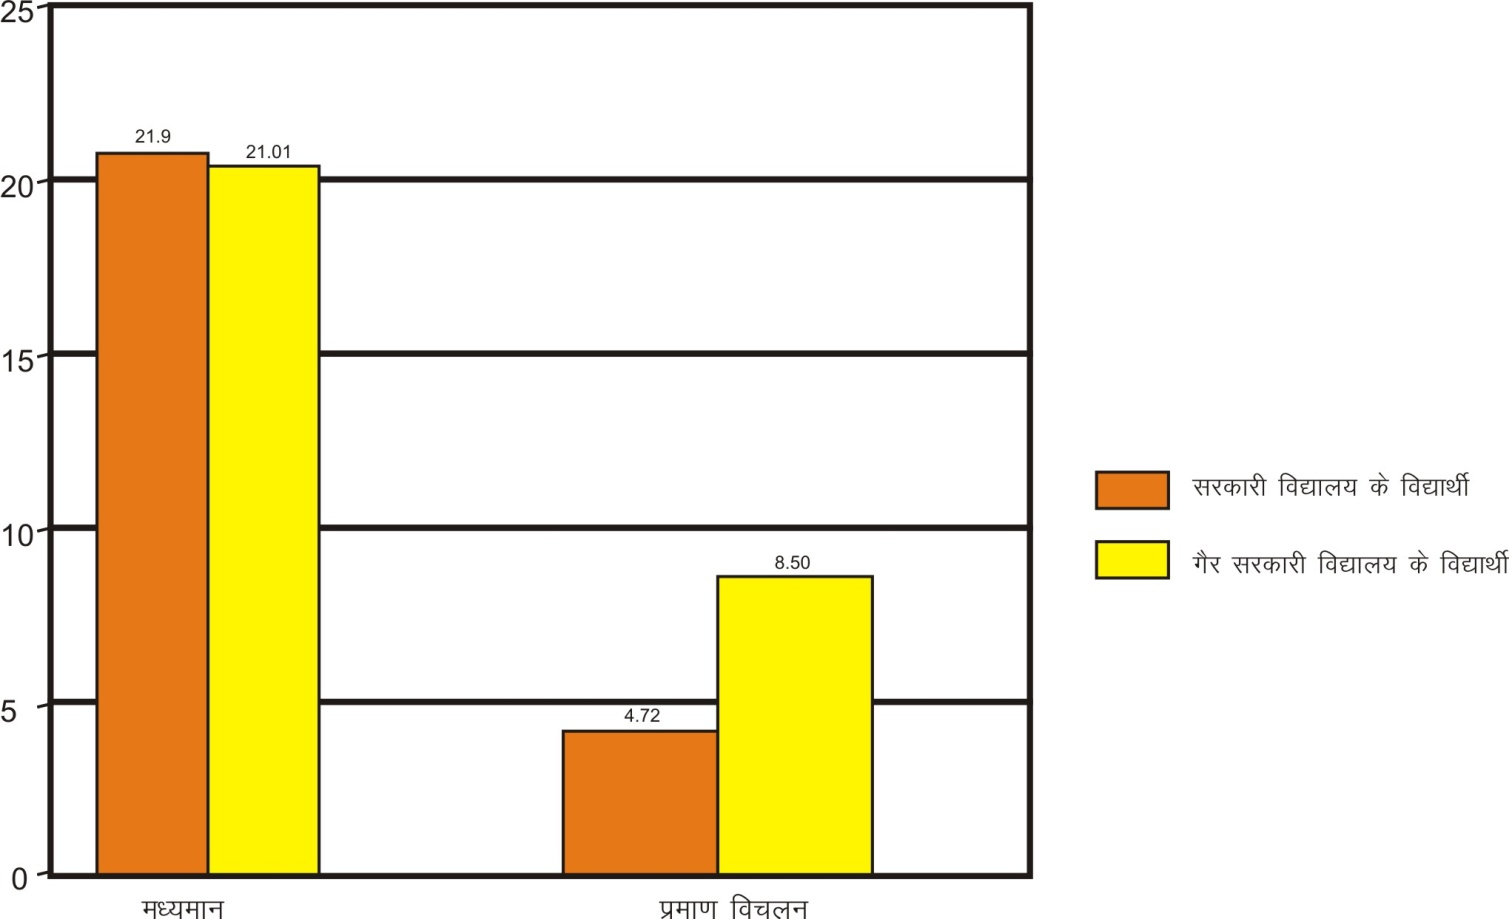 25
21.9
21.01
20
15
10
8.50
5
4.72
0
मध्यमान
प्रमाण विचलन
सरकारी विद्यालय के विद्यार्थी
गैर सरकारी विद्यालय के विद्यार्थी